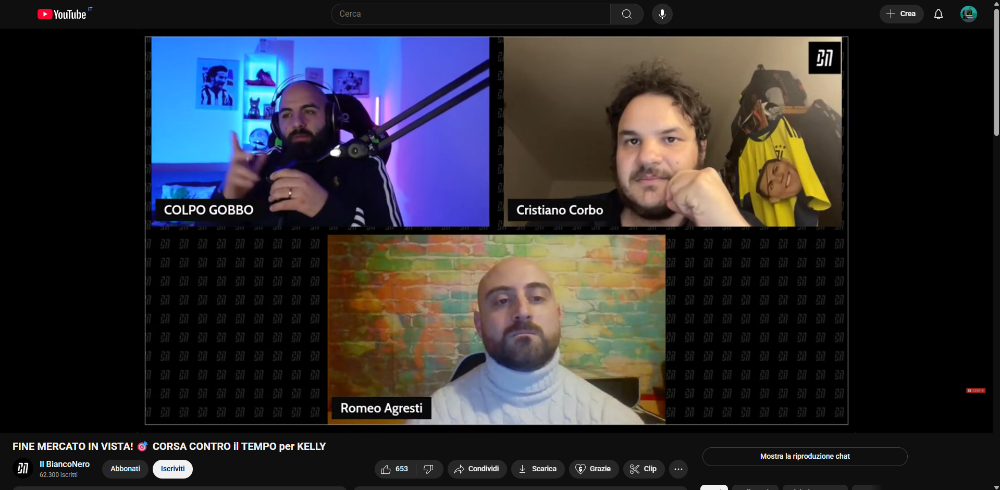 YouTube IT
Cerca
Crea
COLPO GOBBO
Cristiano Corbo
Romeo Agresti
ISCRIVITI
FINE MERCATO IN VISTA! 🎯 CORSA CONTRO il TEMPO per KELLY
Il BiancoNero
62.300 iscritti
Abbonati
Iscriviti
653
Condividi
Scarica
Grazie
Clip
Mostra la riproduzione chat